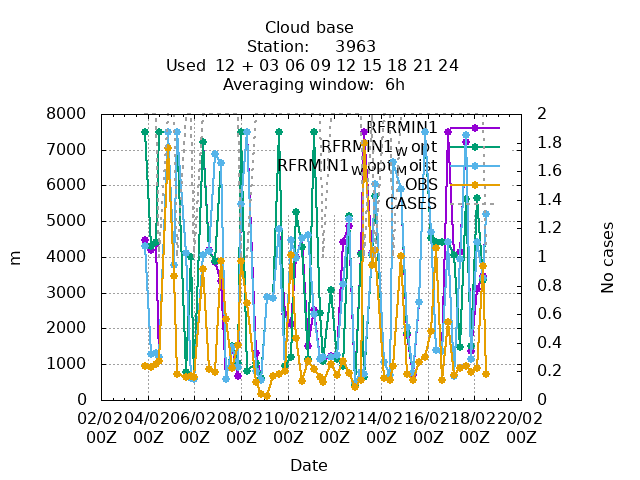 Cloud base
Station: 3963
Used 12 + 03 06 09 12 15 18 21 24
Averaging window: 6h
8000
7000
6000
5000
4000
3000
2000
1000
0
m
2
1.8
1.6
1.4
1.2
1
0.8
0.6
0.4
0.2
0
No cases
RFRMIN1
RFRMIN1wopt
RFRMIN1woptMoist
OBS
CASES
02/02 04/02 06/02 08/02 10/02 12/02 14/02 16/02 18/02 20/02
00Z 00Z 00Z 00Z 00Z 00Z 00Z 00Z 00Z 00Z
Date